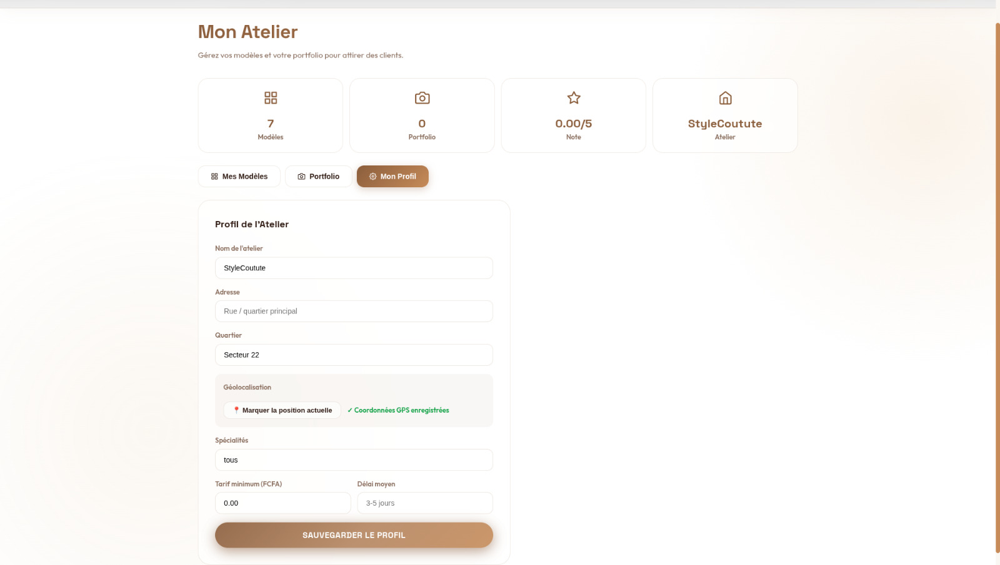 Mon Atelier
Gérez vos modèles et votre portfolio pour attirer des clients.
7
Modèles
0
Portfolio
0.00/5
Note
StyleCoutute
Atelier
Mes Modèles
Portfolio
Mon Profil
Profil de l'Atelier
Nom de l'atelier
StyleCoutute
Adresse
Rue / quartier principal
Quartier
Secteur 22
Géolocalisation
📍 Marquer la position actuelle
✓ Coordonnées GPS enregistrées
Spécialités
tous
Tarif minimum (FCFA)
Délai moyen
0.00
3-5 jours
SAUVEGARDER LE PROFIL